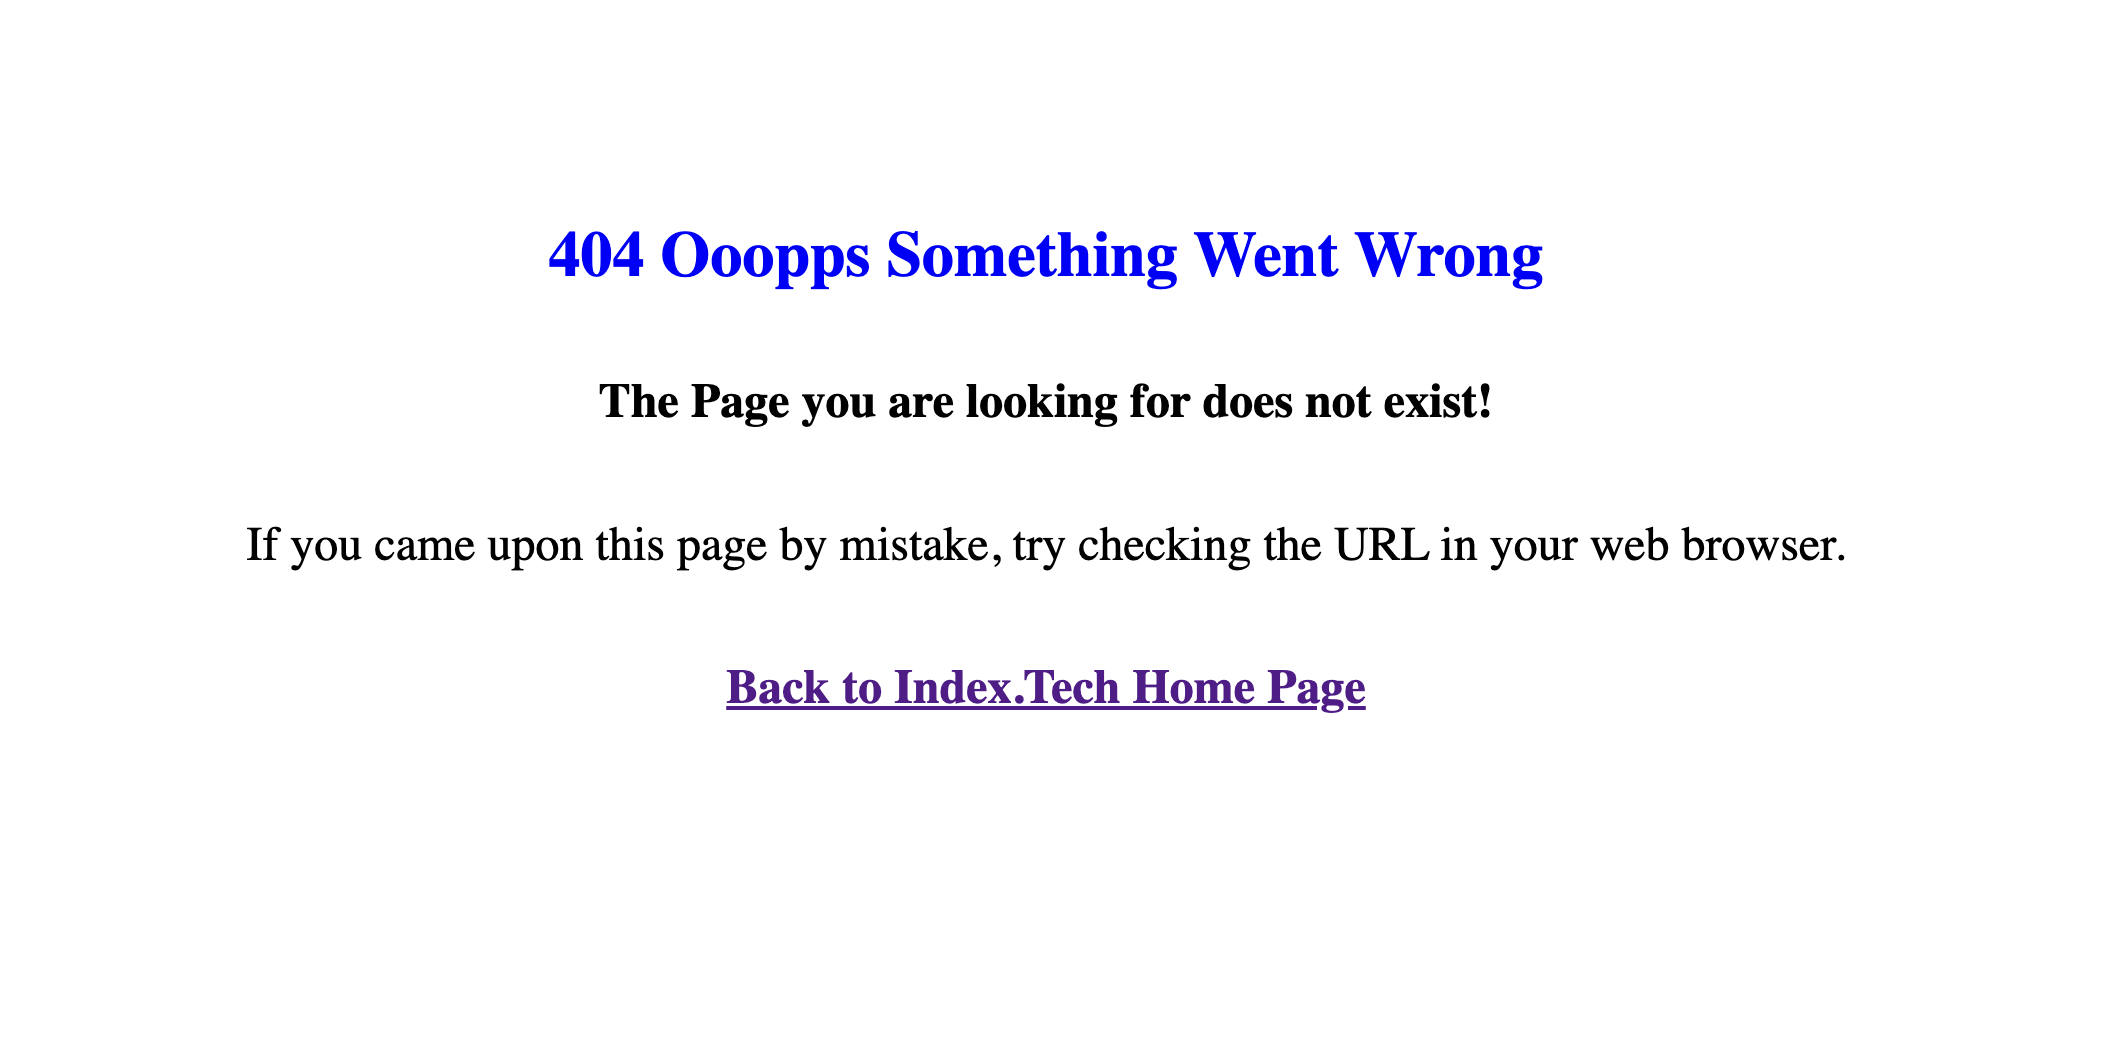 404 Ooopps Something Went Wrong
The Page you are looking for does not exist!
If you came upon this page by mistake, try checking the URL in your web browser.
Back to Index.Tech Home Page